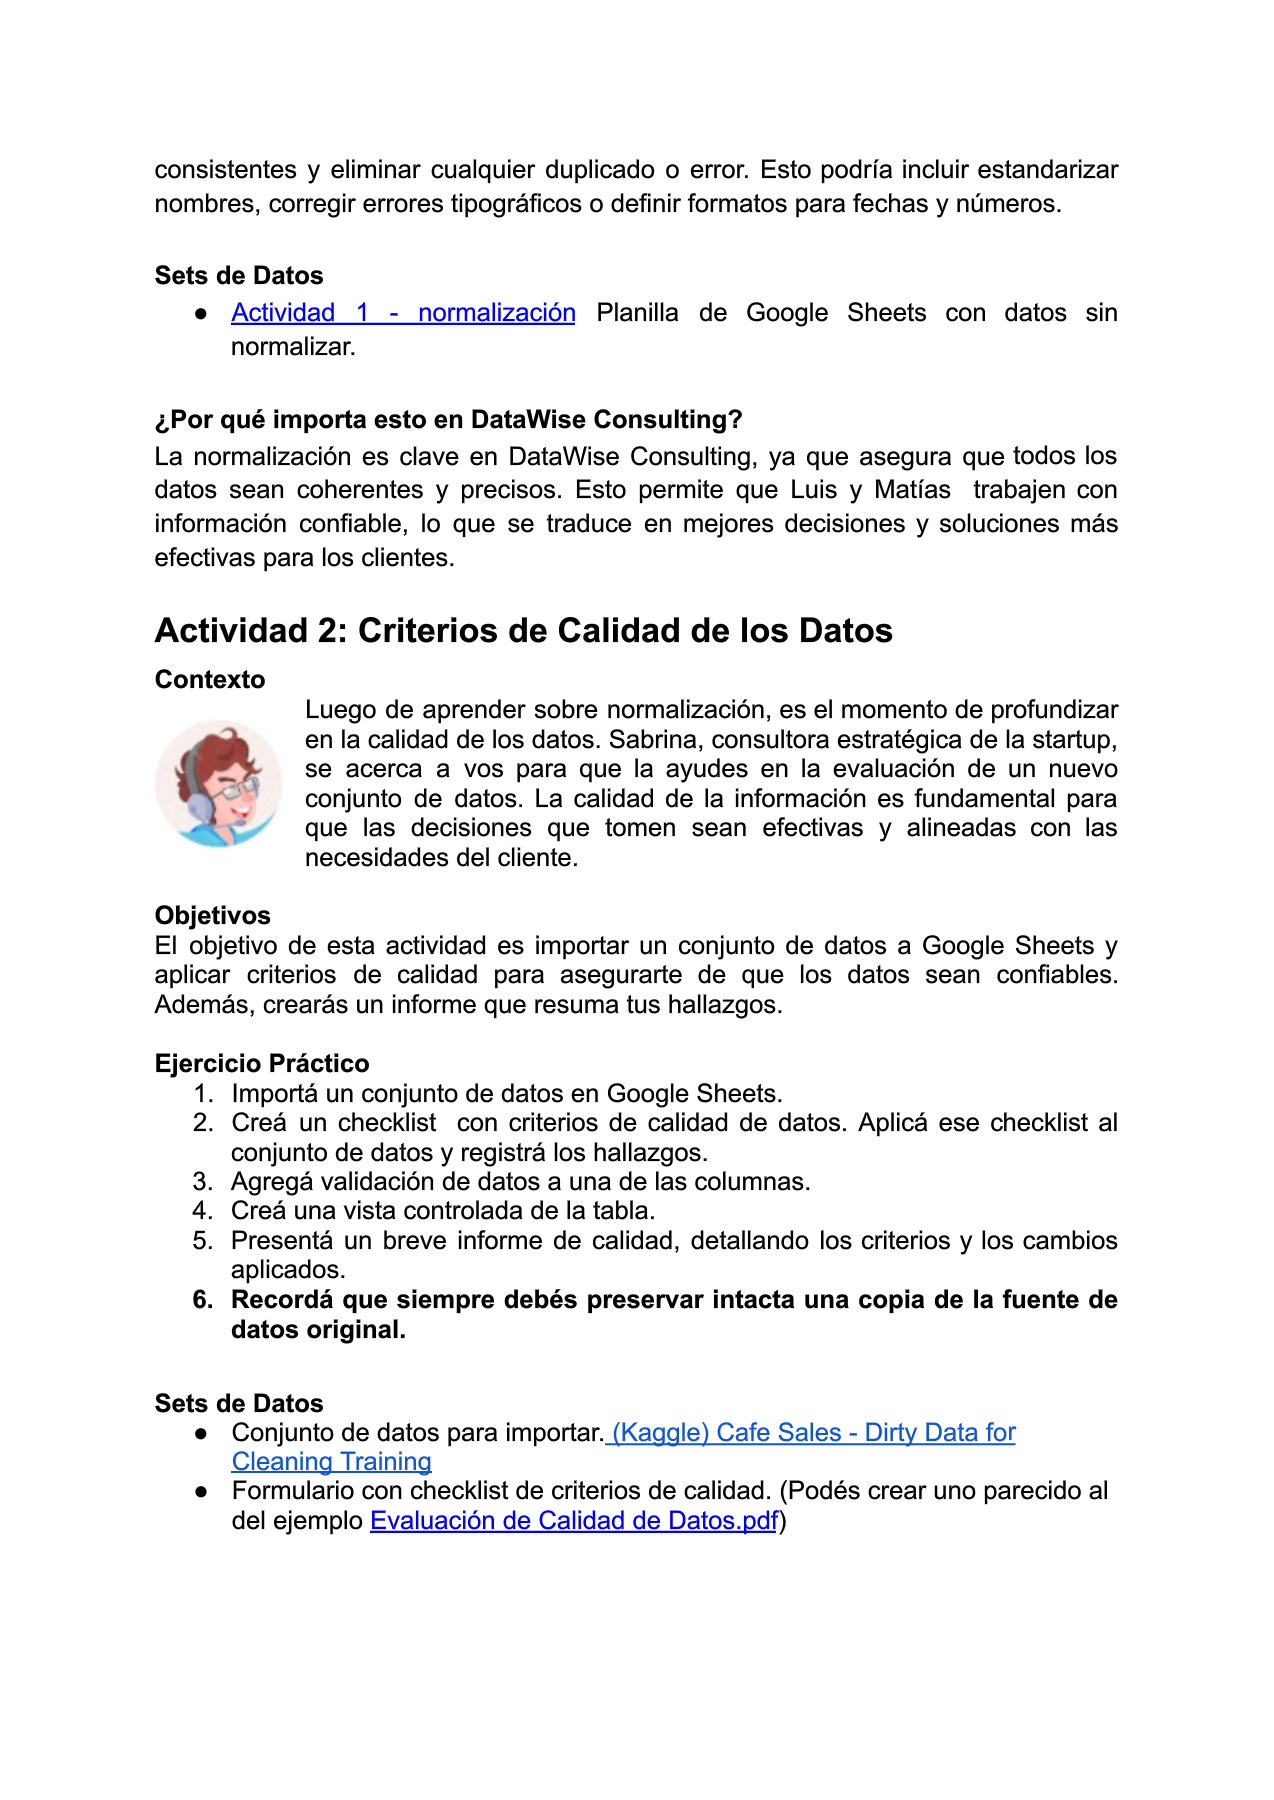 consistentes y eliminar cualquier duplicado o error. Esto podría incluir estandarizar
nombres, corregir errores tipográficos o definir formatos para fechas y números.
Sets de Datos
● Actividad 1 - normalización Planilla de Google Sheets con datos sin
normalizar.
¿Por qué importa esto en DataWise Consulting?
La normalización es clave en DataWise Consulting, ya que asegura que todos los
datos sean coherentes y precisos. Esto permite que Luis y Matías trabajen con
información confiable, lo que se traduce en mejores decisiones y soluciones más
efectivas para los clientes.
Actividad 2: Criterios de Calidad de los Datos
Contexto
Luego de aprender sobre normalización, es el momento de profundizar
en la calidad de los datos. Sabrina, consultora estratégica de la startup,
se acerca a vos para que la ayudes en la evaluación de un nuevo
conjunto de datos. La calidad de la información es fundamental para
que las decisiones que tomen sean efectivas y alineadas con las
necesidades del cliente.
Objetivos
El objetivo de esta actividad es importar un conjunto de datos a Google Sheets y
aplicar criterios de calidad para asegurarte de que los datos sean confiables.
Además, crearás un informe que resuma tus hallazgos.
Ejercicio Práctico
1. Importá un conjunto de datos en Google Sheets.
2. Creá un checklist con criterios de calidad de datos. Aplicá ese checklist al
conjunto de datos y registrá los hallazgos.
3. Agregá validación de datos a una de las columnas.
4. Creá una vista controlada de la tabla.
5. Presentá un breve informe de calidad, detallando los criterios y los cambios
aplicados.
6. Recordá que siempre debés preservar intacta una copia de la fuente de
datos original.
Sets de Datos
● Conjunto de datos para importar. (Kaggle) Cafe Sales - Dirty Data for
Cleaning Training
● Formulario con checklist de criterios de calidad. (Podés crear uno parecido al
del ejemplo Evaluación de Calidad de Datos.pdf)